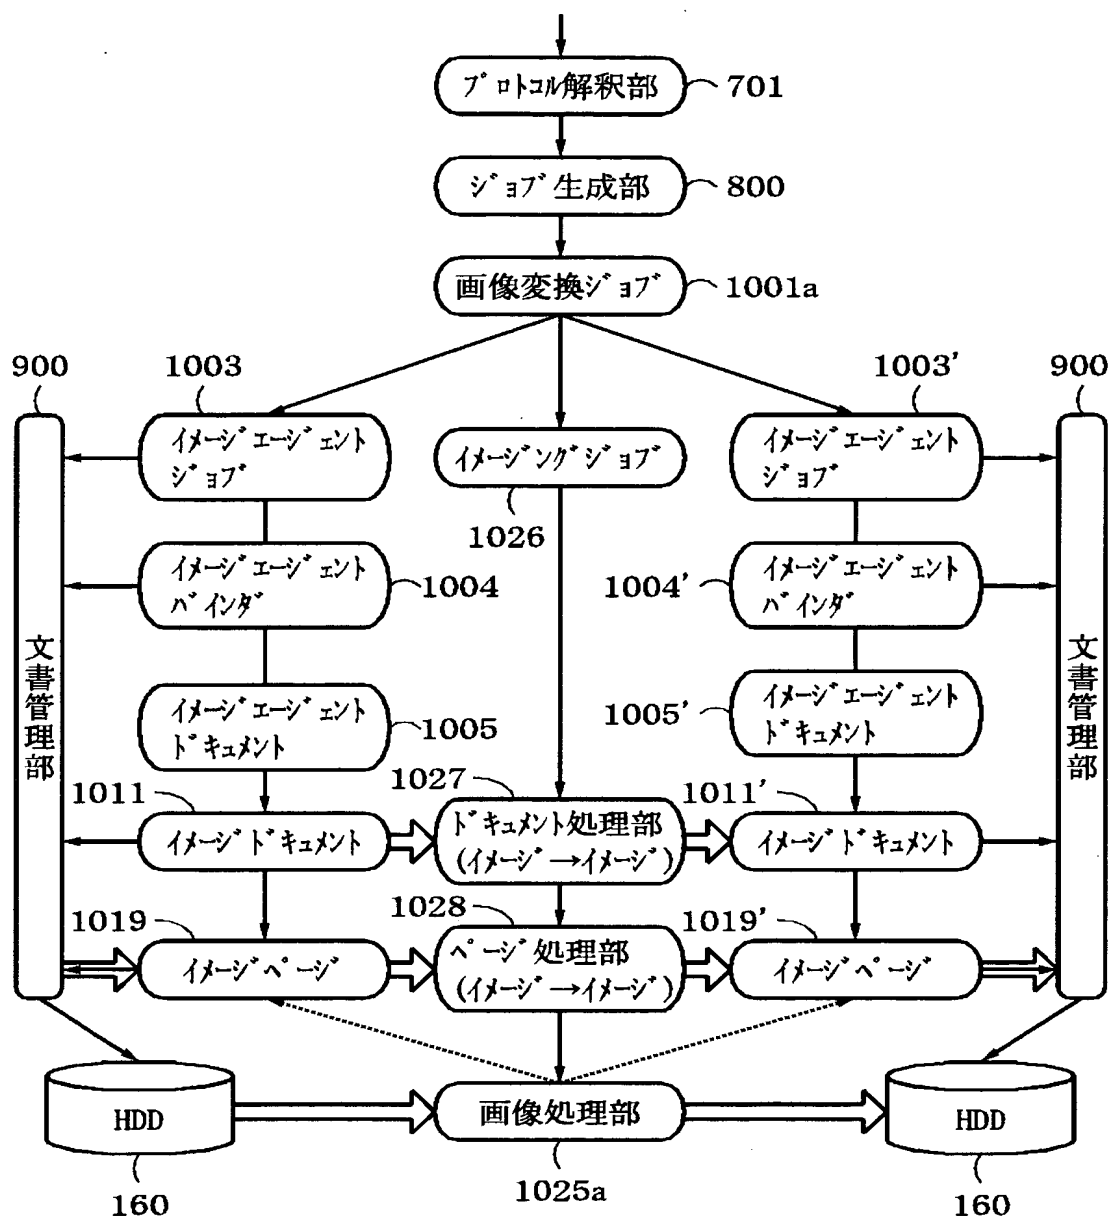 プロトコル解釈部
701
ジョブ生成部
800
画像変換ジョブ
1001a
900
1003
1003'
900
イメージエージェント
ジョブ
イメージングジョブ
1026
イメージエージェント
ジョブ
イメージエージェント
バインダ
1004
1004'
イメージエージェント
バインダ
文書管理部
文書管理部
イメージエージェント
ドキュメント
1005
1005'
イメージエージェント
ドキュメント
1011
1027
1011'
イメージドキュメント
ドキュメント処理部
(イメージ→イメージ)
イメージドキュメント
1019
1028
1019'
イメージページ
ページ処理部
(イメージ→イメージ)
イメージページ
HDD
画像処理部
HDD
160
1025a
160